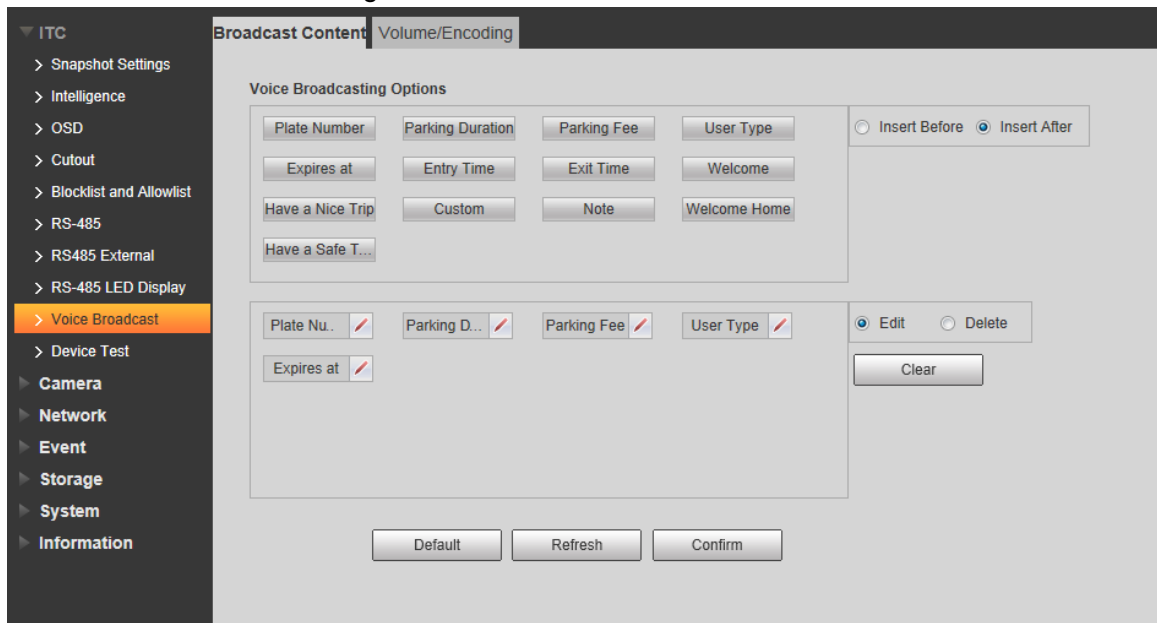 ITC
Broadcast Content
Volume/Encoding
Snapshot Settings
Intelligence
OSD
Cutout
Blocklist and Allowlist
RS-485
RS485 External
RS-485 LED Display
Voice Broadcast
Device Test
Camera
Network
Event
Storage
System
Information
Voice Broadcasting Options
Plate Number Parking Duration Parking Fee User Type
Expires at Entry Time Exit Time Welcome
Have a Nice Trip Custom Note Welcome Home
Have a Safe T...
Insert Before Insert After
Plate Nu.. Parking D... Parking Fee User Type
Expires at
Edit Delete
Clear
Default Refresh Confirm